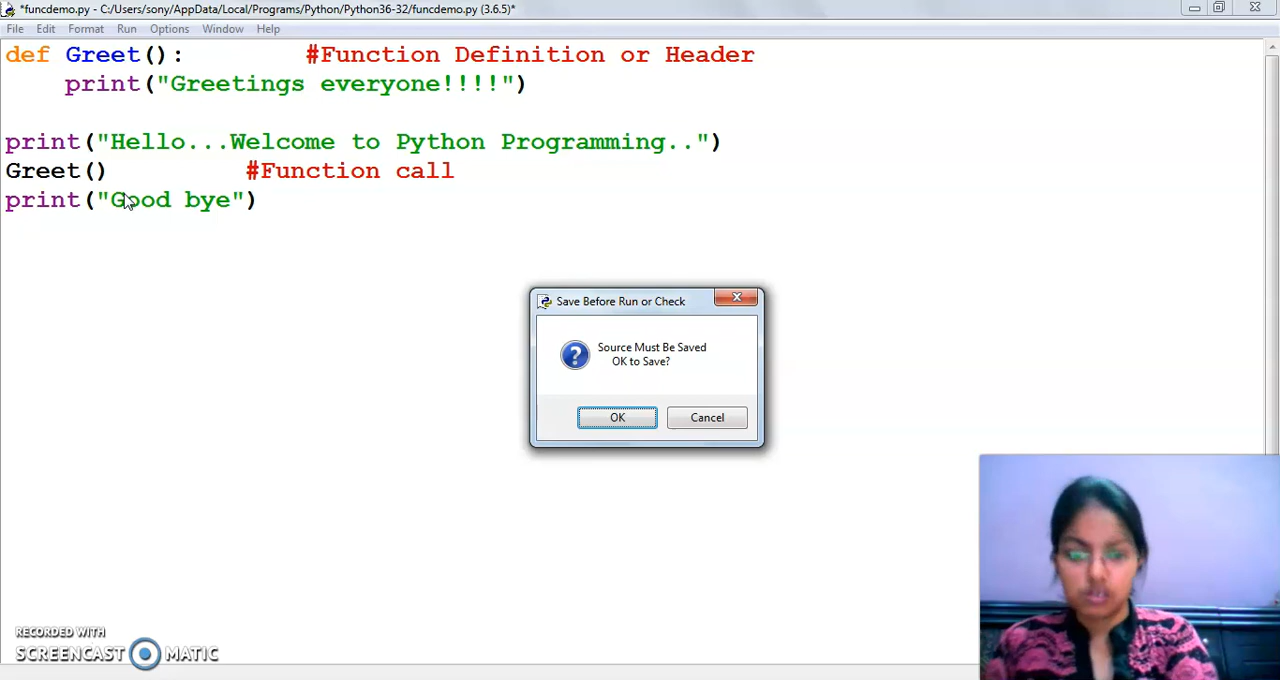 *funcdemo.py - C:/Users/sony/AppData/Local/Programs/Python/Python36-32/funcdemo.py (3.6.5)*
File Edit Format Run Options Window Help
def Greet():        #Function Definition or Header
    print("Greetings everyone!!!!")
print("Hello...Welcome to Python Programming..")
Greet()         #Function call
print("Good bye")
Save Before Run or Check
Source Must Be Saved
OK to Save?
OK Cancel
RECORDED WITH
SCREENCAST MATIC